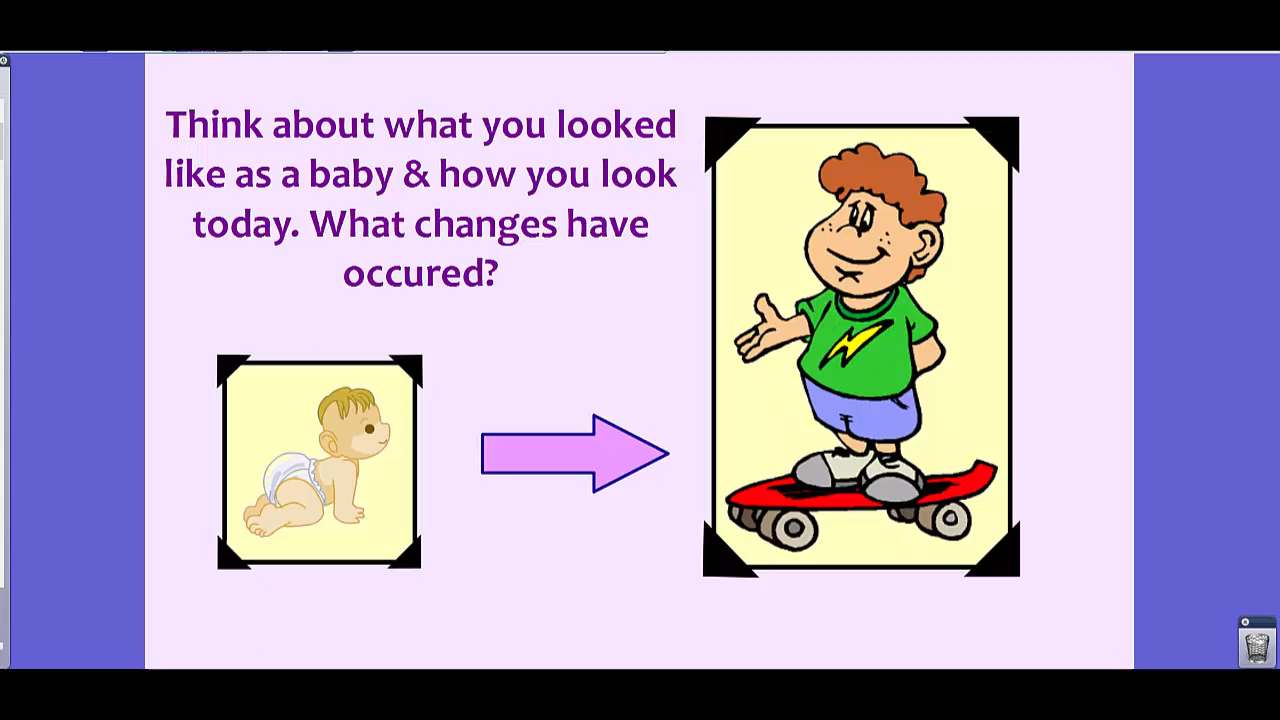 Think about what you looked
like as a baby & how you look
today. What changes have
occured?